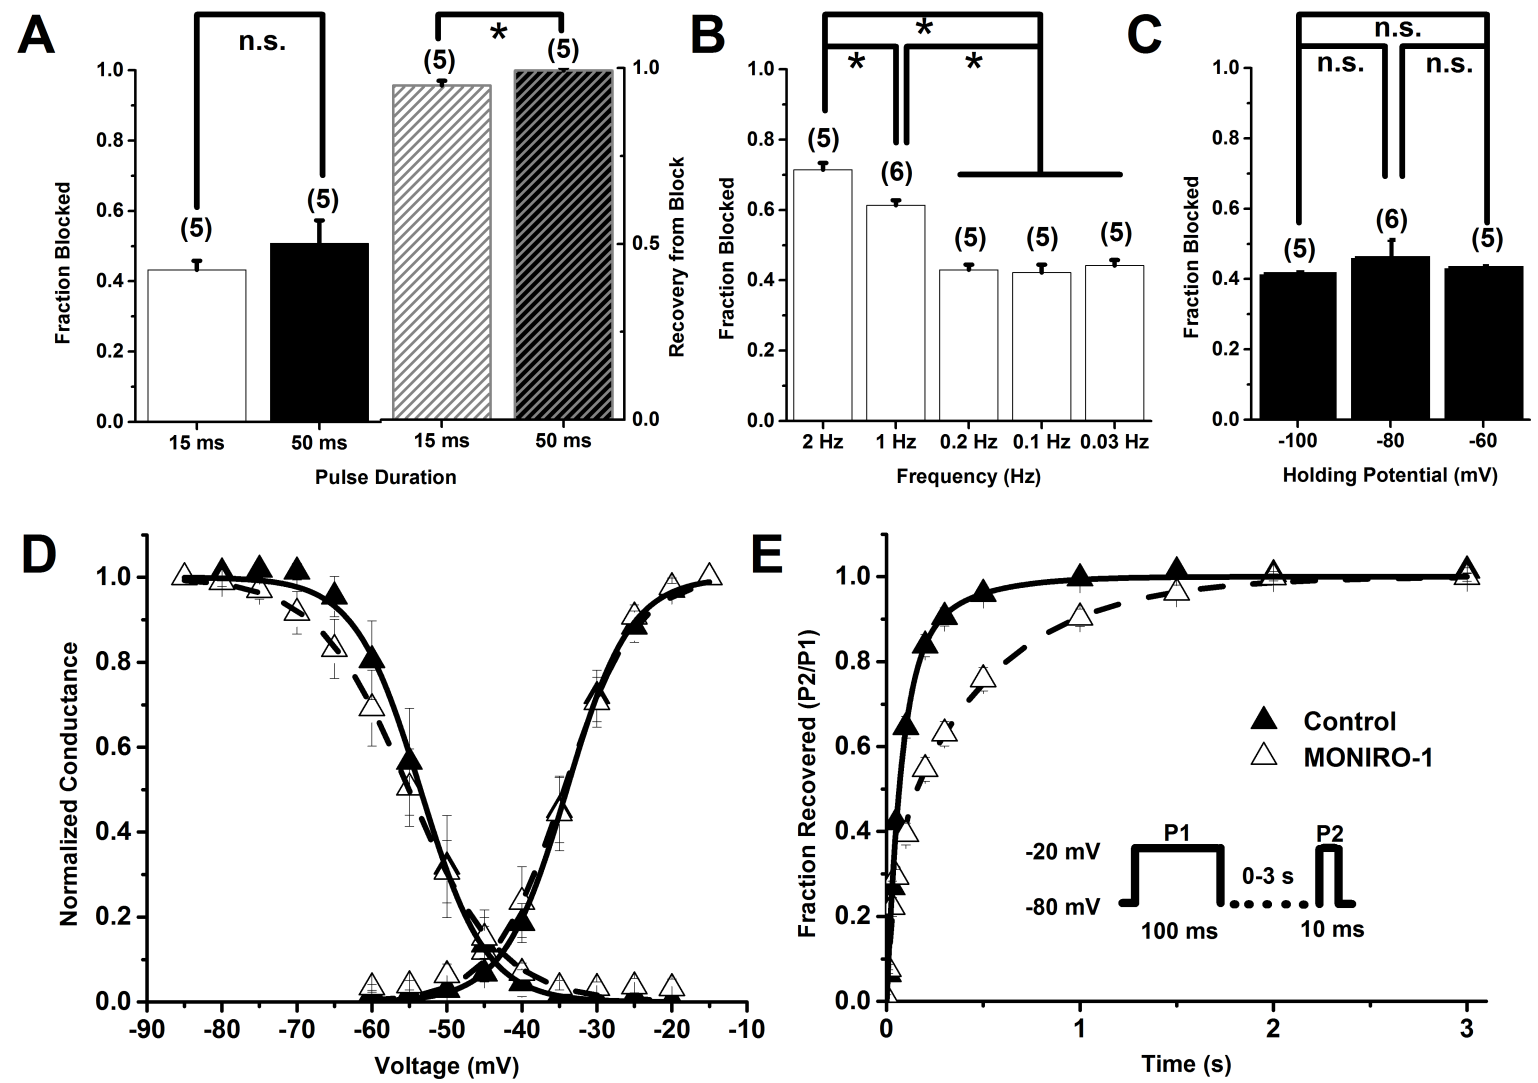 A
n.s.
*
(5)
(5)
(5)
(5)
1.0
0.8
0.6
0.4
0.2
0.0
Fraction Blocked
1.0
0.5
0.0
Recovery from Block
15 ms
50 ms
15 ms
50 ms
Pulse Duration
B
*
*
*
(5)
(6)
(5)
(5)
(5)
1.0
0.8
0.6
0.4
0.2
0.0
Fraction Blocked
2 Hz
1 Hz
0.2 Hz
0.1 Hz
0.03 Hz
Frequency (Hz)
C
n.s.
n.s.
n.s.
(5)
(6)
(5)
1.0
0.8
0.6
0.4
0.2
0.0
Fraction Blocked
-100
-80
-60
Holding Potential (mV)
D
1.0
0.8
0.6
0.4
0.2
0.0
Normalized Conductance
-90
-80
-70
-60
-50
-40
-30
-20
-10
Voltage (mV)
E
1.0
0.8
0.6
0.4
0.2
0.0
Fraction Recovered (P2/P1)
Control
MONIRO-1
P1
P2
-20 mV
0-3 s
-80 mV
100 ms
10 ms
0
1
2
3
Time (s)